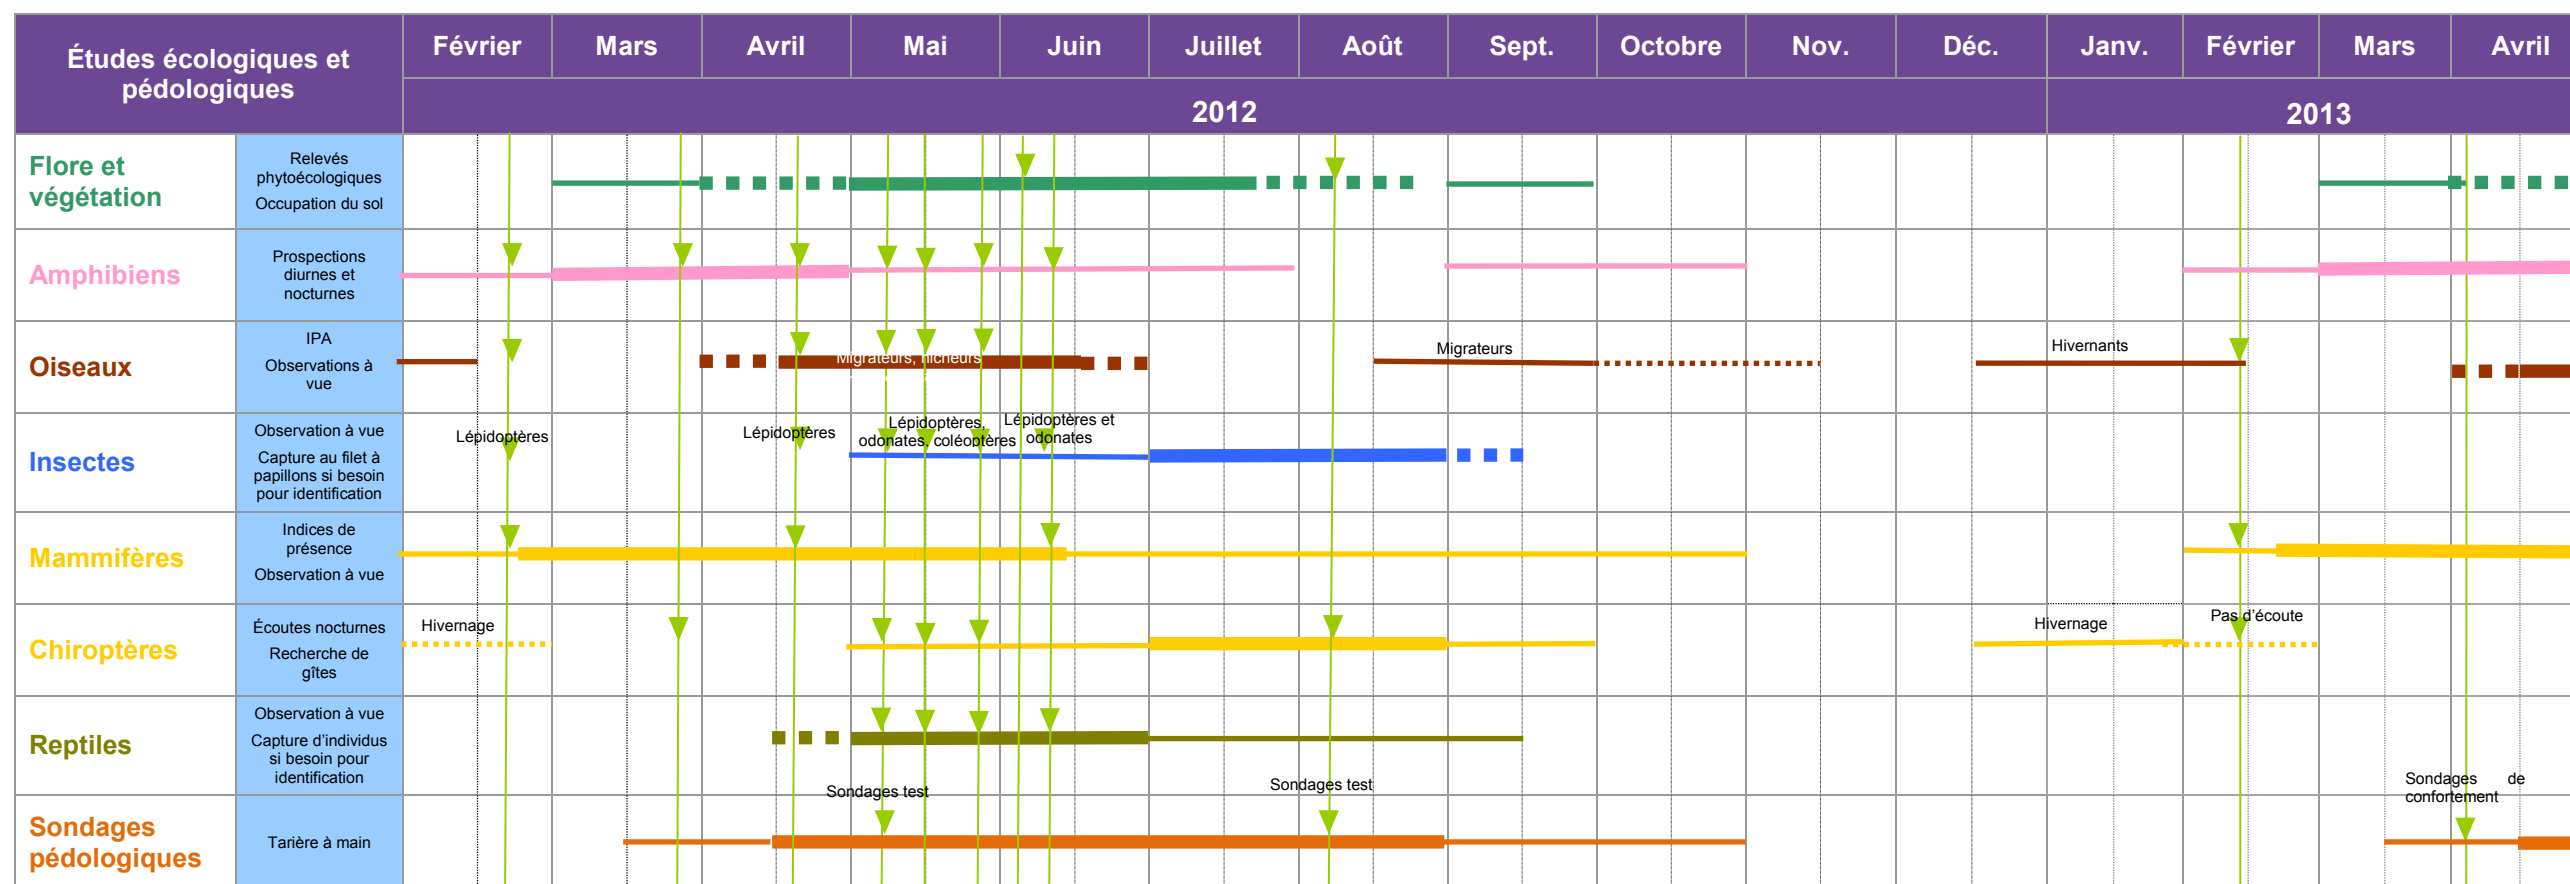 Études écologiques et
pédologiques
Février Mars Avril Mai Juin Juillet Août Sept. Octobre Nov. Déc. Janv. Février Mars Avril
2012 2013
Flore et
végétation
Relevés
phytoécologiques
Occupation du sol
Amphibiens
Prospections
diurnes et
nocturnes
Oiseaux
IPA
Observations à
vue
Migrateurs, nicheurs
Migrateurs
Hivernants
Insectes
Observation à vue
Capture au filet à
papillons si besoin
pour identification
Lépidoptères
Lépidoptères
Lépidoptères,
odonates, coléoptères
Lépidoptères et
odonates
Mammifères
Indices de
présence
Observation à vue
Chiroptères
Écoutes nocturnes
Recherche de
gîtes
Hivernage
Hivernage
Pas d'écoute
Reptiles
Observation à vue
Capture d'individus
si besoin pour
identification
Sondages
pédologiques
Tarière à main
Sondages test
Sondages test
Sondages de
confortement